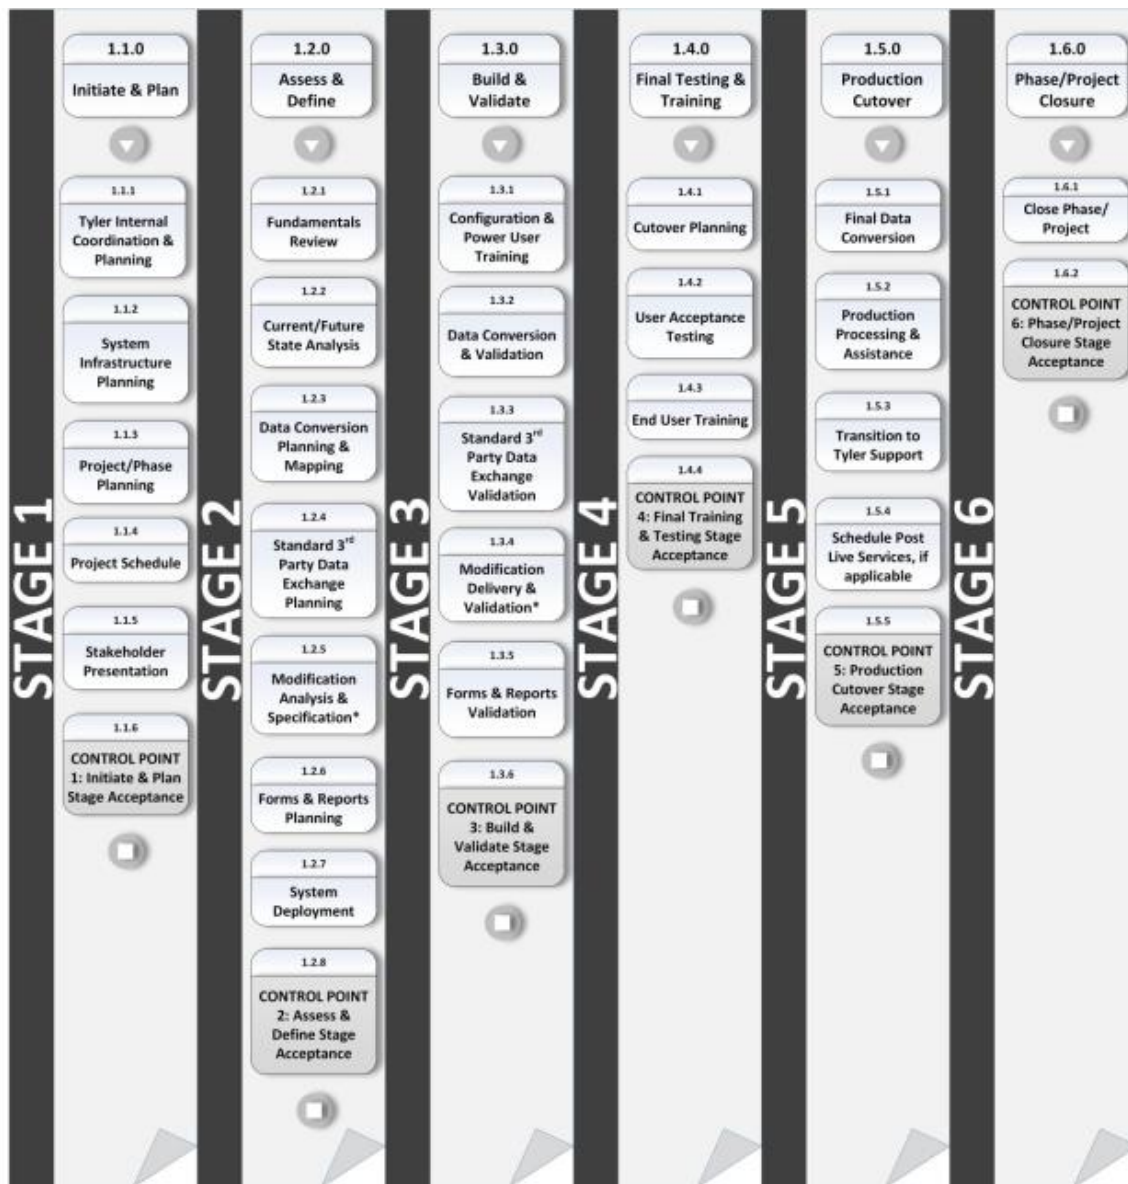 STAGE 1
1.1.0
Initiate & Plan
1.1.1
Tyler Internal
Coordination &
Planning
1.1.2
System
Infrastructure
Planning
1.1.3
Project/Phase
Planning
1.1.4
Project Schedule
1.1.5
Stakeholder
Presentation
1.1.6
CONTROL POINT
1: Initiate & Plan
Stage Acceptance
STAGE 2
1.2.0
Assess &
Define
1.2.1
Fundamentals
Review
1.2.2
Current/Future
State Analysis
1.2.3
Data Conversion
Planning &
Mapping
1.2.4
Standard 3rd
Party Data
Exchange
Planning
1.2.5
Modification
Analysis &
Specification*
1.2.6
Forms & Reports
Planning
1.2.7
System
Deployment
1.2.8
CONTROL POINT
2: Assess &
Define Stage
Acceptance
STAGE 3
1.3.0
Build &
Validate
1.3.1
Configuration &
Power User
Training
1.3.2
Data Conversion
& Validation
1.3.3
Standard 3rd
Party Data
Exchange
Validation
1.3.4
Modification
Delivery &
Validation*
1.3.5
Forms & Reports
Validation
1.3.6
CONTROL POINT
3: Build &
Validate Stage
Acceptance
STAGE 4
1.4.0
Final Testing &
Training
1.4.1
Cutover Planning
1.4.2
User Acceptance
Testing
1.4.3
End User Training
1.4.4
CONTROL POINT
4: Final Training
& Testing Stage
Acceptance
STAGE 5
1.5.0
Production
Cutover
1.5.1
Final Data
Conversion
1.5.2
Production
Processing &
Assistance
1.5.3
Transition to
Tyler Support
1.5.4
Schedule Post
Live Services, if
applicable
1.5.5
CONTROL POINT
5: Production
Cutover Stage
Acceptance
STAGE 6
1.6.0
Phase/Project
Closure
1.6.1
Close Phase/
Project
1.6.2
CONTROL POINT
6: Phase/Project
Closure Stage
Acceptance